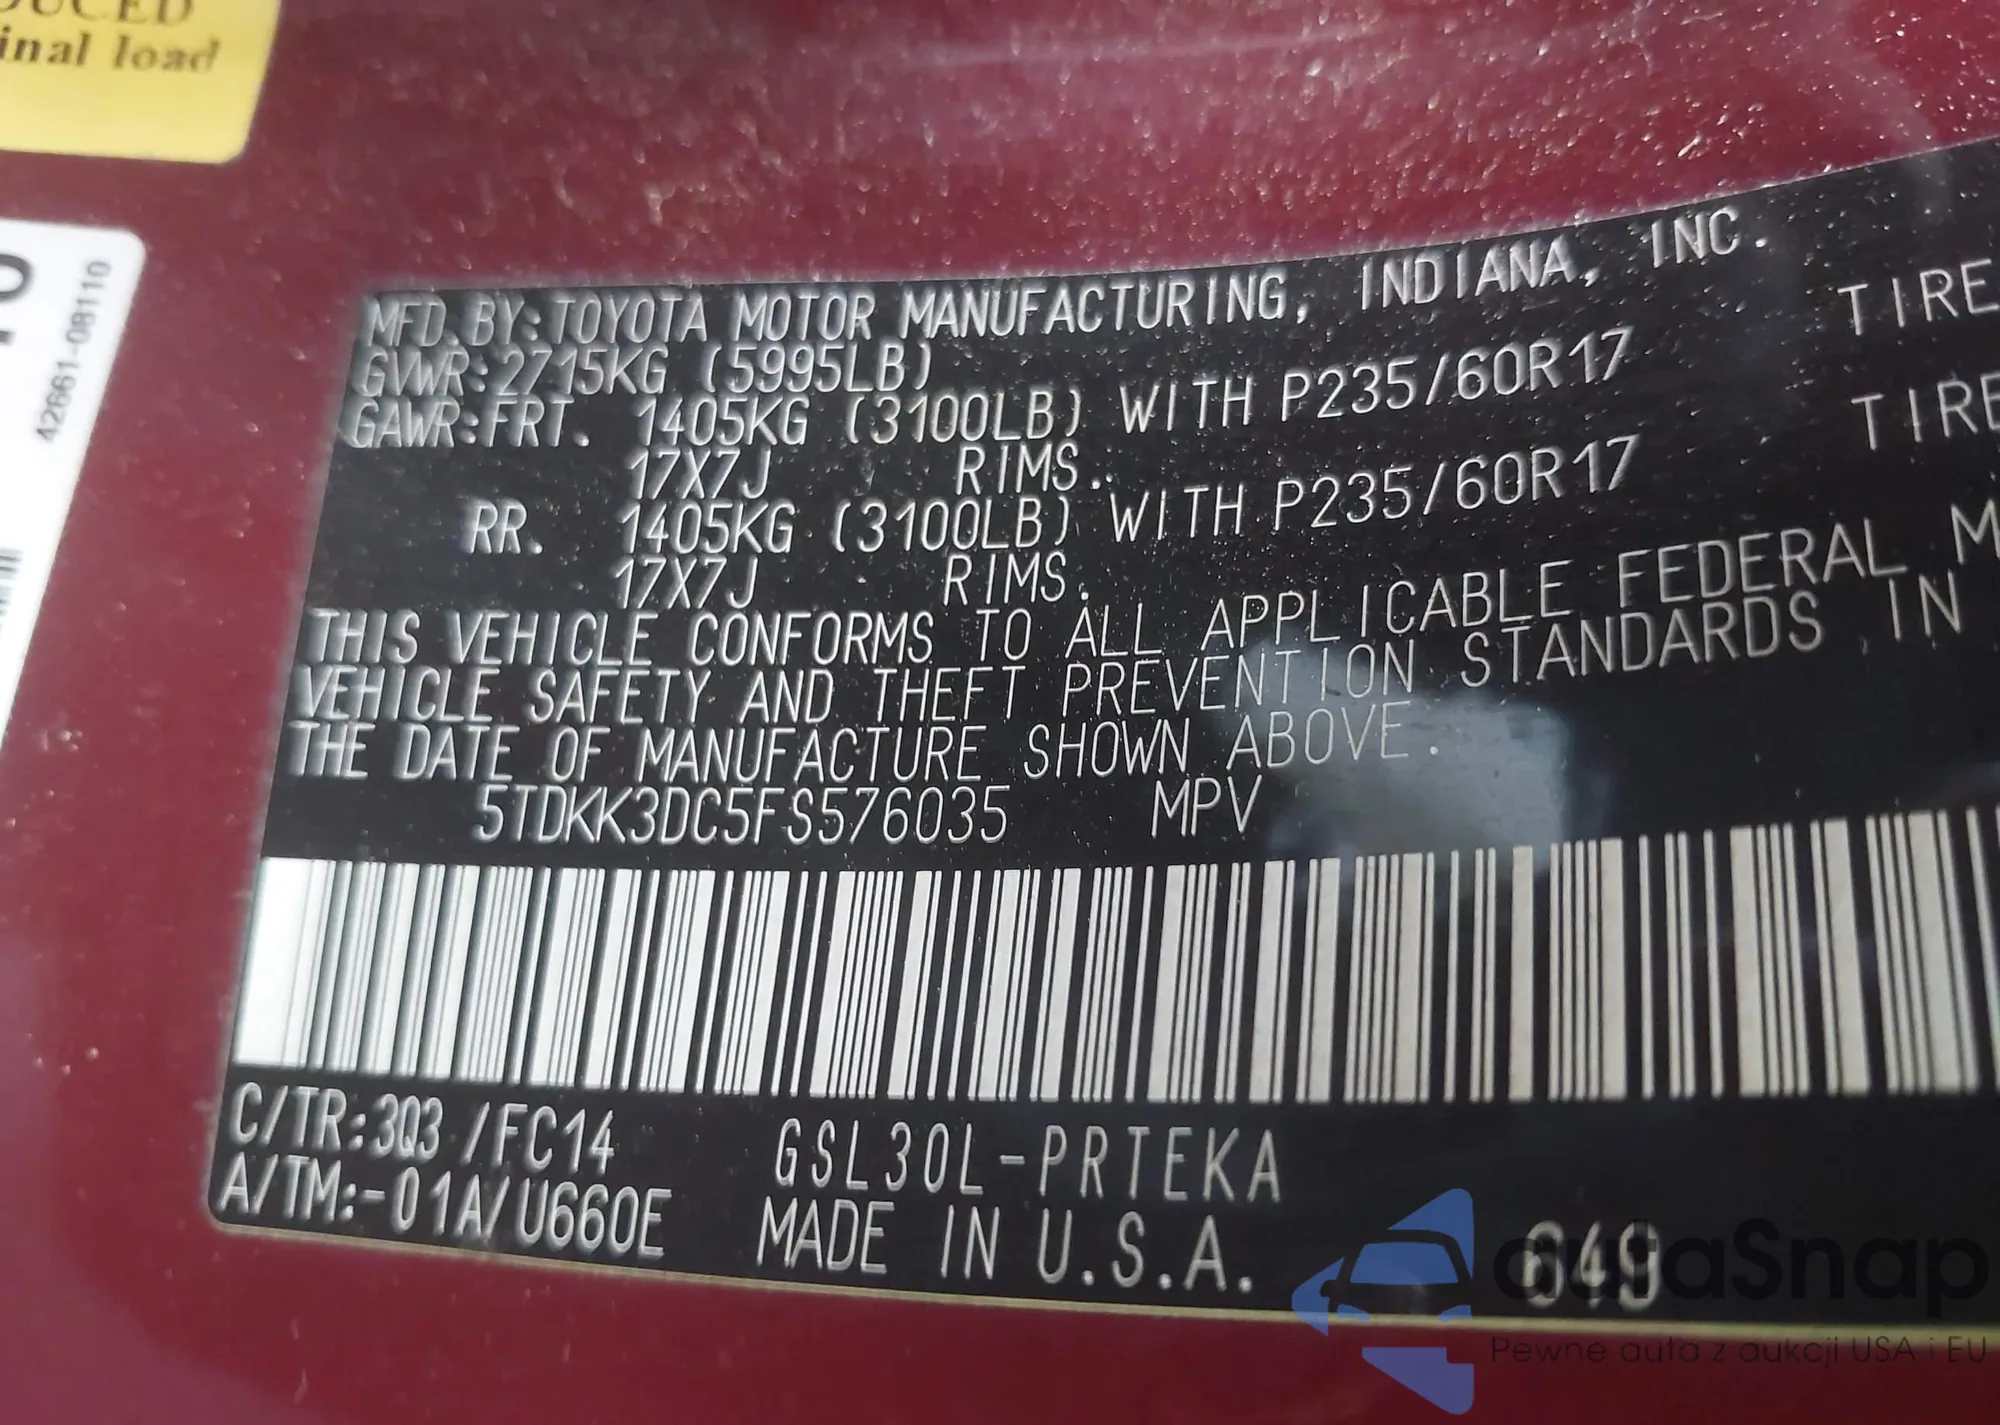 UCED
inal load
42661-08110
MFD. BY: TOYOTA MOTOR MANUFACTURING, INDIANA, INC.
GVWR: 2715KG (5995LB)
GAWR: FRT. 1405KG (3100LB) WITH P235/60R17 TIRE
17X7J RIMS.
RR. 1405KG (3100LB) WITH P235/60R17 TIRE
17X7J RIMS.
THIS VEHICLE CONFORMS TO ALL APPLICABLE FEDERAL M
VEHICLE SAFETY AND THEFT PREVENTION STANDARDS IN
THE DATE OF MANUFACTURE SHOWN ABOVE.
5TDKK3DC5FS576035 MPV
C/TR: 3Q3 /FC14 GSL30L-PRTEKA
A/TM: -01A/U660E MADE IN U.S.A. 649
autoSnap
Pewne auta z aukcji USA i EU